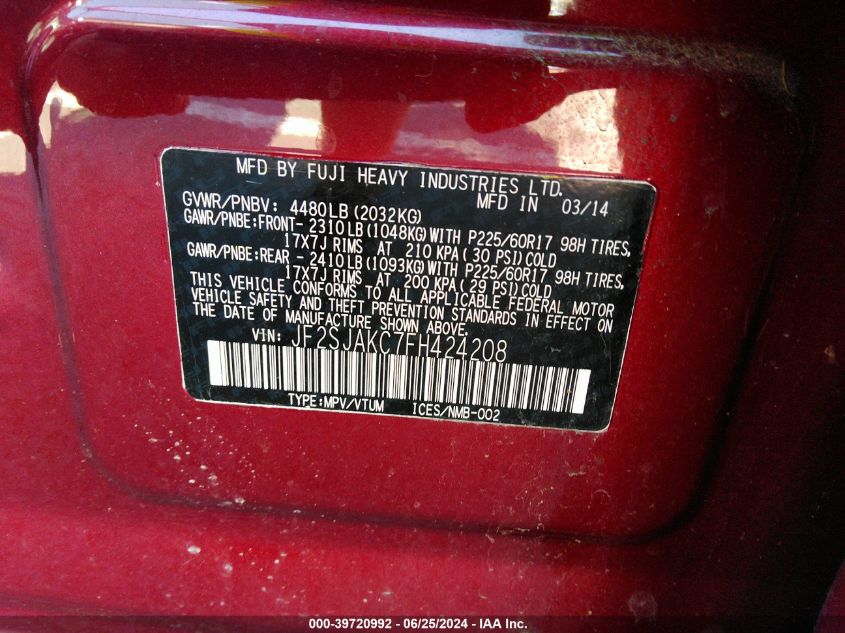 MFD BY FUJI HEAVY INDUSTRIES LTD.
GVWR/PNBV: 4480LB (2032KG) MFD IN 03/14
GAWR/PNBE:FRONT- 2310LB (1048KG) WITH P225/60R17 98H TIRES,
17X7J RIMS AT 210 KPA ( 30 PSI) COLD
GAWR/PNBE:REAR - 2410LB (1093KG) WITH P225/60R17 98H TIRES,
17X7J RIMS AT 200 KPA (29 PSI) COLD
THIS VEHICLE CONFORMS TO ALL APPLICABLE FEDERAL MOTOR
VEHICLE SAFETY AND THEFT PREVENTION STANDARDS IN EFFECT ON
THE DATE OF MANUFACTURE SHOWN ABOVE.
VIN: JF2SJAKC7FH424208
TYPE:MPV/VTUM ICES/NMB-002
000-39720992 - 06/25/2024 - IAA Inc.